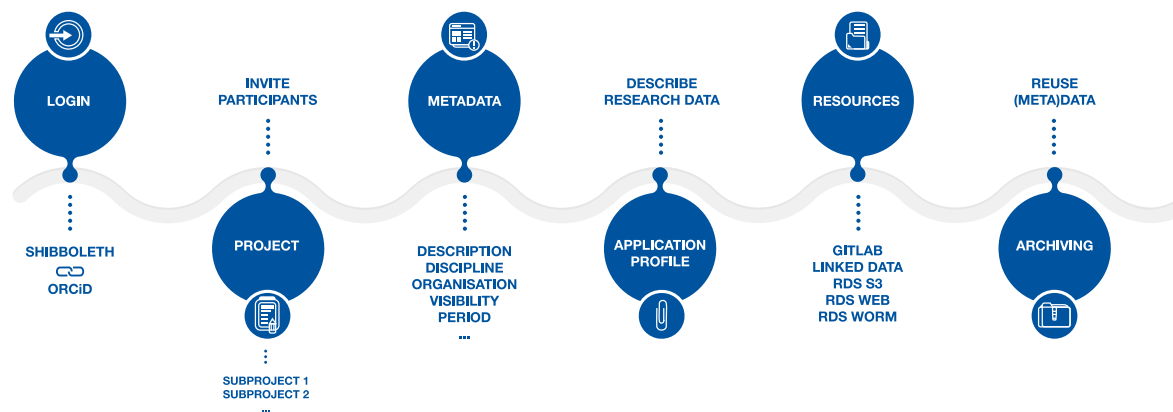 LOGIN
SHIBBOLETH
ORCiD
INVITE
PARTICIPANTS
PROJECT
SUBPROJECT 1
SUBPROJECT 2
...
METADATA
DESCRIPTION
DISCIPLINE
ORGANISATION
VISIBILITY
PERIOD
...
DESCRIBE
RESEARCH DATA
APPLICATION
PROFILE
RESOURCES
GITLAB
LINKED DATA
RDS S3
RDS WEB
RDS WORM
REUSE
(META)DATA
ARCHIVING